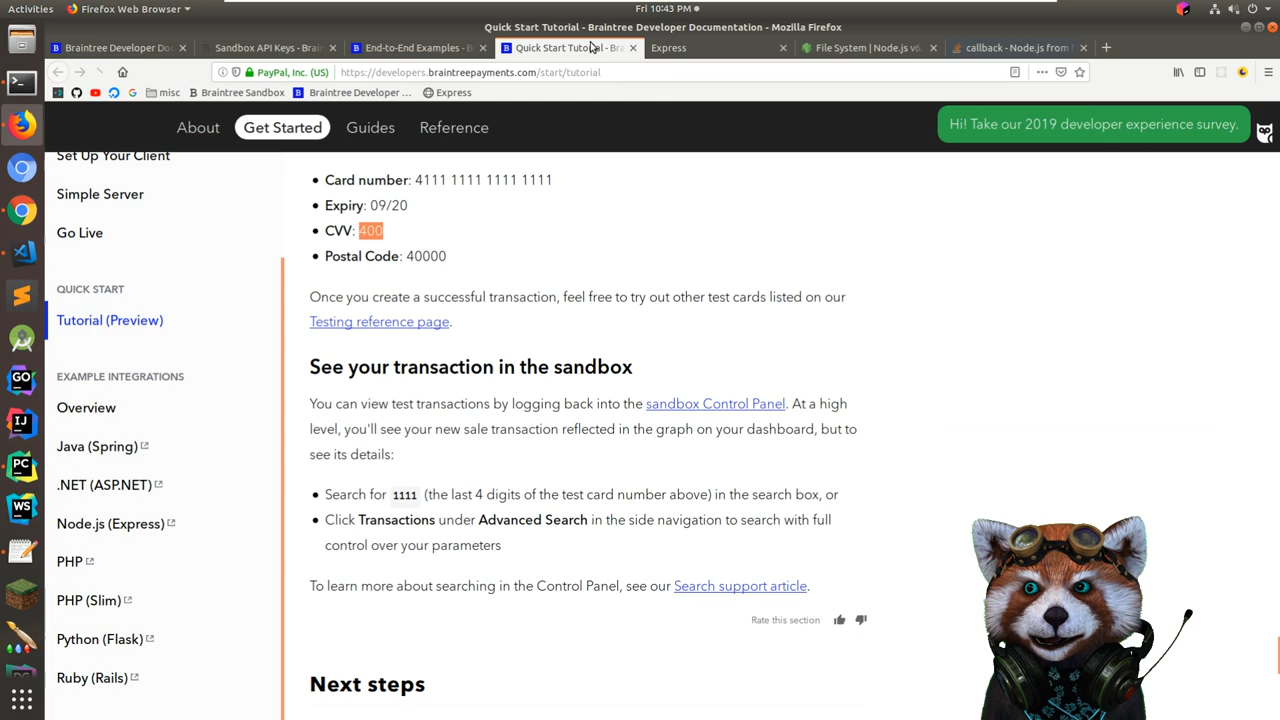 Activities
Firefox Web Browser
Fri 10:43 PM
Quick Start Tutorial - Braintree Developer Documentation - Mozilla Firefox
Braintree Developer Do
Sandbox API Keys - Brain
End-to-End Examples - B
Quick Start Tutorial - Bra
Express
File System | Node.js v6.
callback - Node.js from
PayPal, Inc. (US)
https://developers.braintreepayments.com/start/tutorial
misc
Braintree Sandbox
Braintree Developer ...
Express
About
Get Started
Guides
Reference
Hi! Take our 2019 developer experience survey.
Set Up Your Client
Simple Server
Go Live
QUICK START
Tutorial (Preview)
EXAMPLE INTEGRATIONS
Overview
Java (Spring)
.NET (ASP.NET)
Node.js (Express)
PHP
PHP (Slim)
Python (Flask)
Ruby (Rails)
• Card number: 4111 1111 1111 1111
• Expiry: 09/20
• CVV: 400
• Postal Code: 40000
Once you create a successful transaction, feel free to try out other test cards listed on our
Testing reference page.
See your transaction in the sandbox
You can view test transactions by logging back into the sandbox Control Panel. At a high
level, you'll see your new sale transaction reflected in the graph on your dashboard, but to
see its details:
• Search for 1111 (the last 4 digits of the test card number above) in the search box, or
• Click Transactions under Advanced Search in the side navigation to search with full
control over your parameters
To learn more about searching in the Control Panel, see our Search support article.
Rate this section
Next steps
GO
IJ
PC
WS